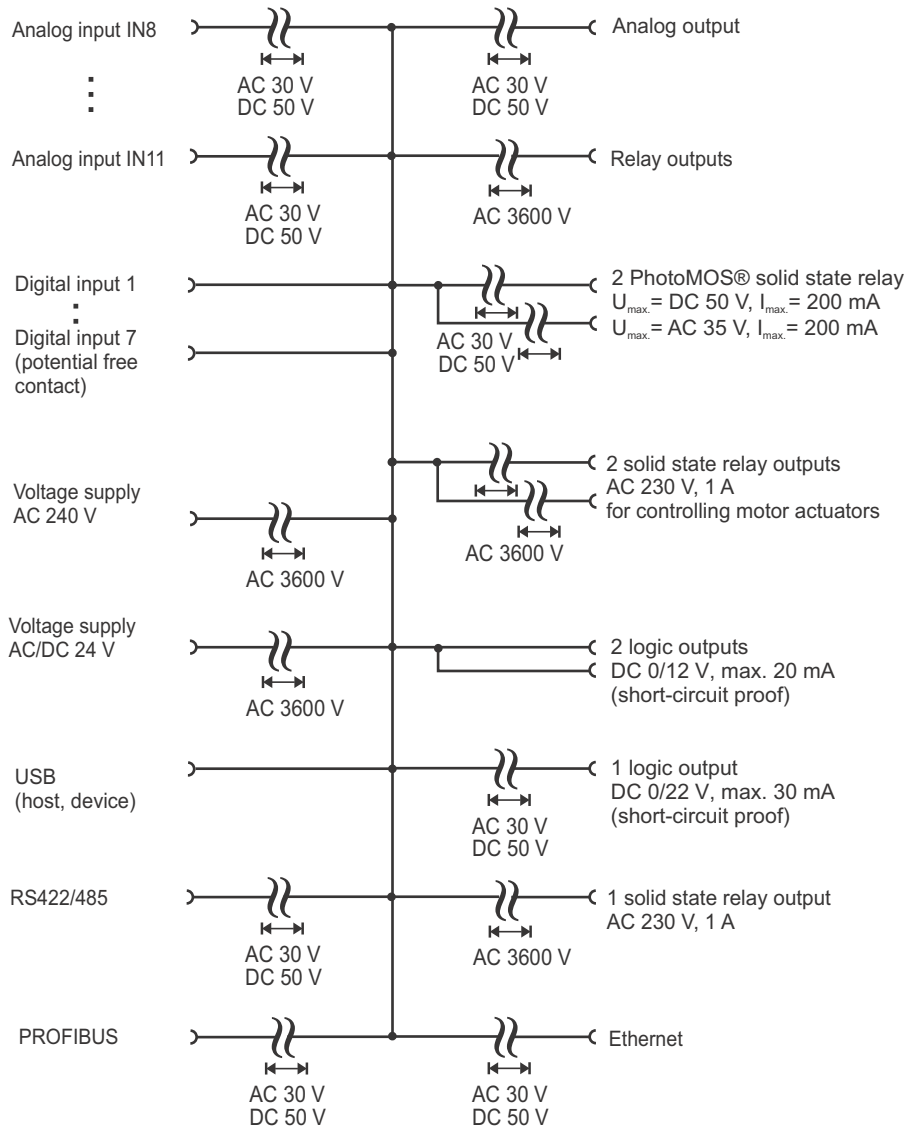 Analog input IN8
AC 30 V
DC 50 V
Analog output
AC 30 V
DC 50 V
Analog input IN11
AC 30 V
DC 50 V
Relay outputs
AC 3600 V
Digital input 1
Digital input 7
(potential free
contact)
2 PhotoMOS® solid state relay
Umax.= DC 50 V, Imax.= 200 mA
Umax.= AC 35 V, Imax.= 200 mA
AC 30 V
DC 50 V
Voltage supply
AC 240 V
AC 3600 V
2 solid state relay outputs
AC 230 V, 1 A
for controlling motor actuators
AC 3600 V
Voltage supply
AC/DC 24 V
AC 3600 V
2 logic outputs
DC 0/12 V, max. 20 mA
(short-circuit proof)
USB
(host, device)
1 logic output
DC 0/22 V, max. 30 mA
(short-circuit proof)
AC 30 V
DC 50 V
RS422/485
AC 30 V
DC 50 V
1 solid state relay output
AC 230 V, 1 A
AC 3600 V
PROFIBUS
AC 30 V
DC 50 V
Ethernet
AC 30 V
DC 50 V